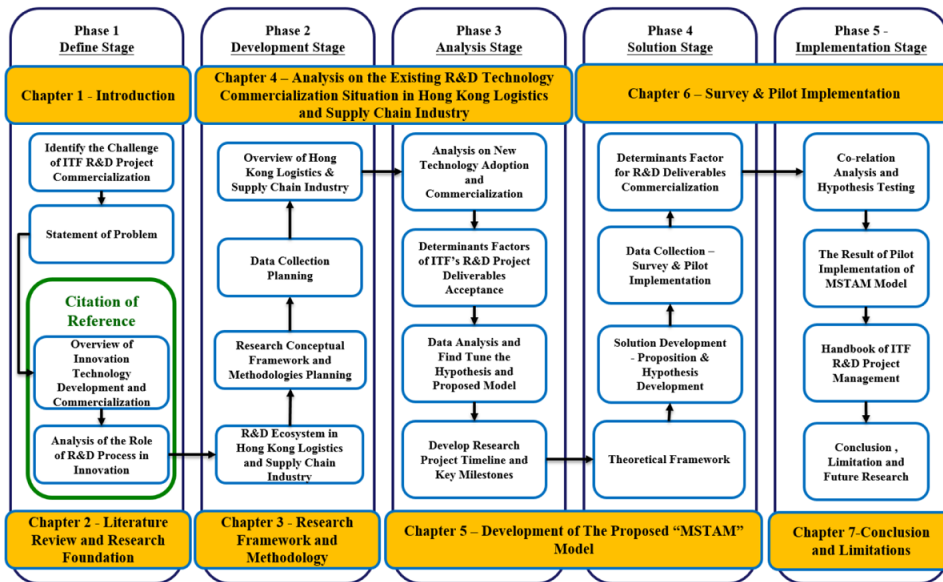 Phase 1
Define Stage
Phase 2
Development Stage
Phase 3
Analysis Stage
Phase 4
Solution Stage
Phase 5 -
Implementation Stage
Chapter 1 - Introduction
Chapter 4 – Analysis on the Existing R&D Technology
Commercialization Situation in Hong Kong Logistics
and Supply Chain Industry
Chapter 6 – Survey & Pilot Implementation
Identify the Challenge
of ITF R&D Project
Commercialization
Statement of Problem
Citation of
Reference
Overview of
Innovation
Technology
Development and
Commercialization
Analysis of the Role
of R&D Process in
Innovation
Overview of Hong
Kong Logistics &
Supply Chain Industry
Data Collection
Planning
Research Conceptual
Framework and
Methodologies Planning
R&D Ecosystem in
Hong Kong Logistics
and Supply Chain
Industry
Analysis on New
Technology Adoption
and
Commercialization
Determinants Factors
of ITF's R&D Project
Deliverables
Acceptance
Data Analysis and
Find Tune the
Hypothesis and
Proposed Model
Develop Research
Project Timeline and
Key Milestones
Determinants Factor
for R&D Deliverables
Commercialization
Data Collection –
Survey & Pilot
Implementation
Solution Development
- Proposition &
Hypothesis
Development
Theoretical Framework
Co-relation
Analysis and
Hypothesis Testing
The Result of Pilot
Implementation of
MSTAM Model
Handbook of ITF
R&D Project
Management
Conclusion ,
Limitation and
Future Research
Chapter 2 - Literature
Review and Research
Foundation
Chapter 3 - Research
Framework and
Methodology
Chapter 5 – Development of The Proposed “MSTAM”
Model
Chapter 7-Conclusion
and Limitations